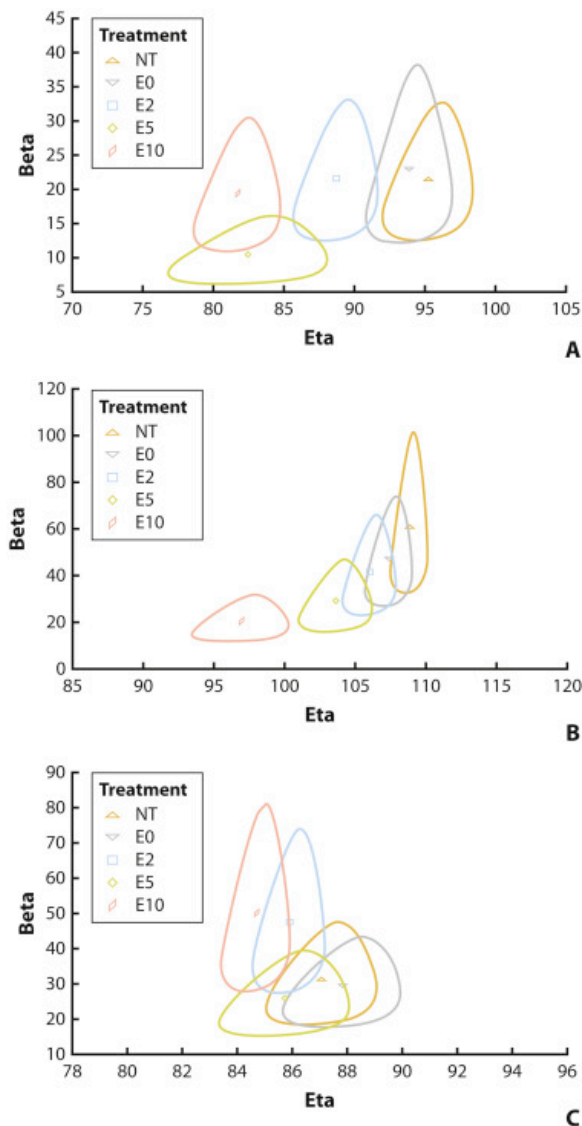 45
40
35
30
25
20
15
10
5
Beta
Treatment
NT
E0
E2
E5
E10
70 75 80 85 90 95 100 105
Eta
A
120
100
80
60
40
20
0
Beta
Treatment
NT
E0
E2
E5
E10
85 90 95 100 105 110 115 120
Eta
B
90
80
70
60
50
40
30
20
10
Beta
Treatment
NT
E0
E2
E5
E10
78 80 82 84 86 88 90 92 94 96
Eta
C